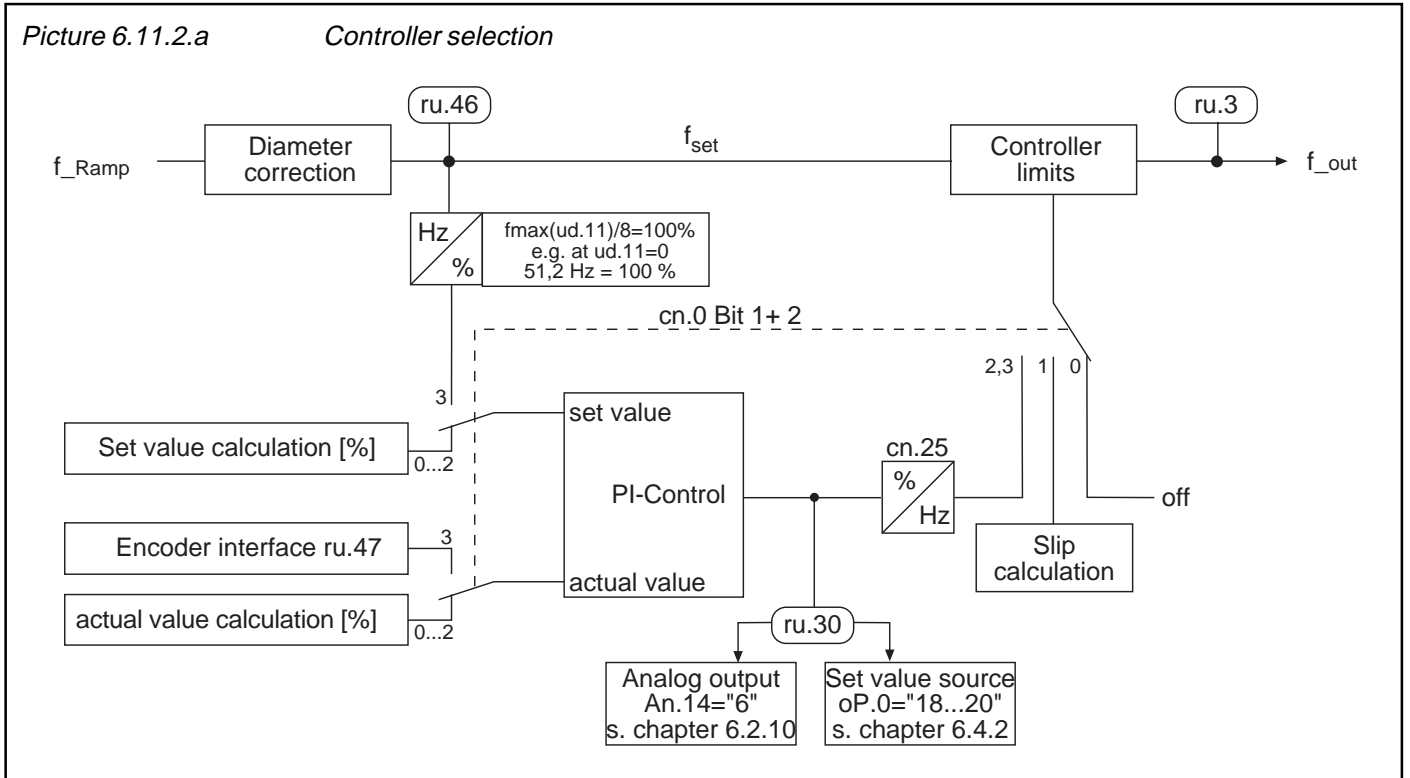 Picture 6.11.2.a Controller selection
ru.46
ru.3
f_Ramp
Diameter
correction
f_set
Controller
limits
f_out
Hz
%
fmax(ud.11)/8=100%
e.g. at ud.11=0
51,2 Hz = 100 %
cn.0 Bit 1+ 2
2,3
1
0
3
set value
Set value calculation [%]
0...2
PI-Control
cn.25
%
Hz
off
Encoder interface ru.47
3
Slip
calculation
actual value
actual value calculation [%]
0...2
ru.30
Analog output
An.14="6"
s. chapter 6.2.10
Set value source
oP.0="18...20"
s. chapter 6.4.2